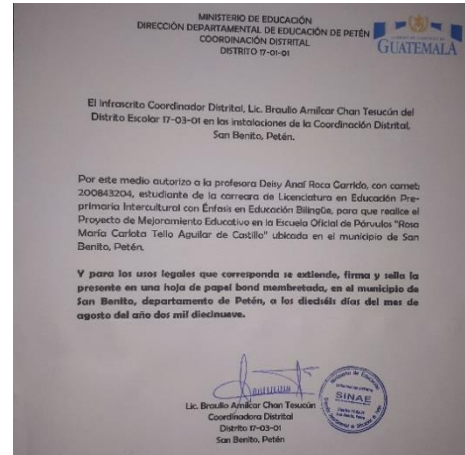 MINISTERIO DE EDUCACIÓN
DIRECCIÓN DEPARTAMENTAL DE EDUCACIÓN DE PETÉN
COORDINACIÓN DISTRITAL
DISTRITO 17-01-01
GUATEMALA
El Infrascrito Coordinador Distrital, Lic. Braulio Amilcar Chan Tesucún del
Distrito Escolar 17-03-01 en las instalaciones de la Coordinación Distrital,
San Benito, Petén.
Por este medio autorizo a la profesora Deisy Anaí Roca Garrido, con carnet:
200843204, estudiante de la carreara de Licenciatura en Educación Pre-
primaria Intercultural con Énfasis en Educación Bilingüe, para que realice el
Proyecto de Mejoramiento Educativo en la Escuela Oficial de Párvulos "Rosa
María Carlota Tello Aguilar de Castillo" ubicada en el municipio de San
Benito, Petén.
Y para los usos legales que corresponda se extiende, firma y sella la
presente en una hoja de papel bond membretada, en el municipio de
San Benito, departamento de Petén, a los dieciséis días del mes de
agosto del año dos mil diecinueve.
Lic. Braulio Amilcar Chan Tesucún
Coordinadora Distrital
Distrito 17-03-01
San Benito, Petén
Ministerio de Educación
SINAE